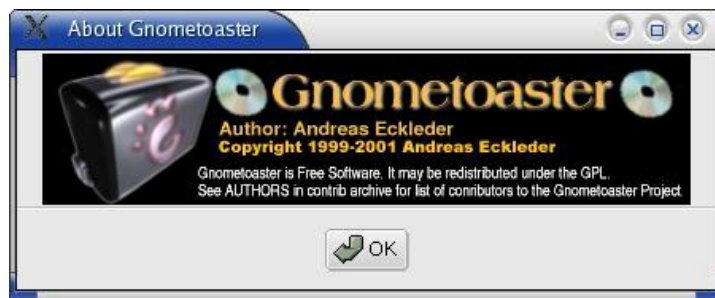 About Gnometoaster
Gnometoaster
Author: Andreas Eckleder
Copyright 1999-2001 Andreas Eckleder
Gnometoaster is Free Software. It may be redistributed under the GPL.
See AUTHORS in contrib archive for list of conributors to the Gnometoaster Project
OK